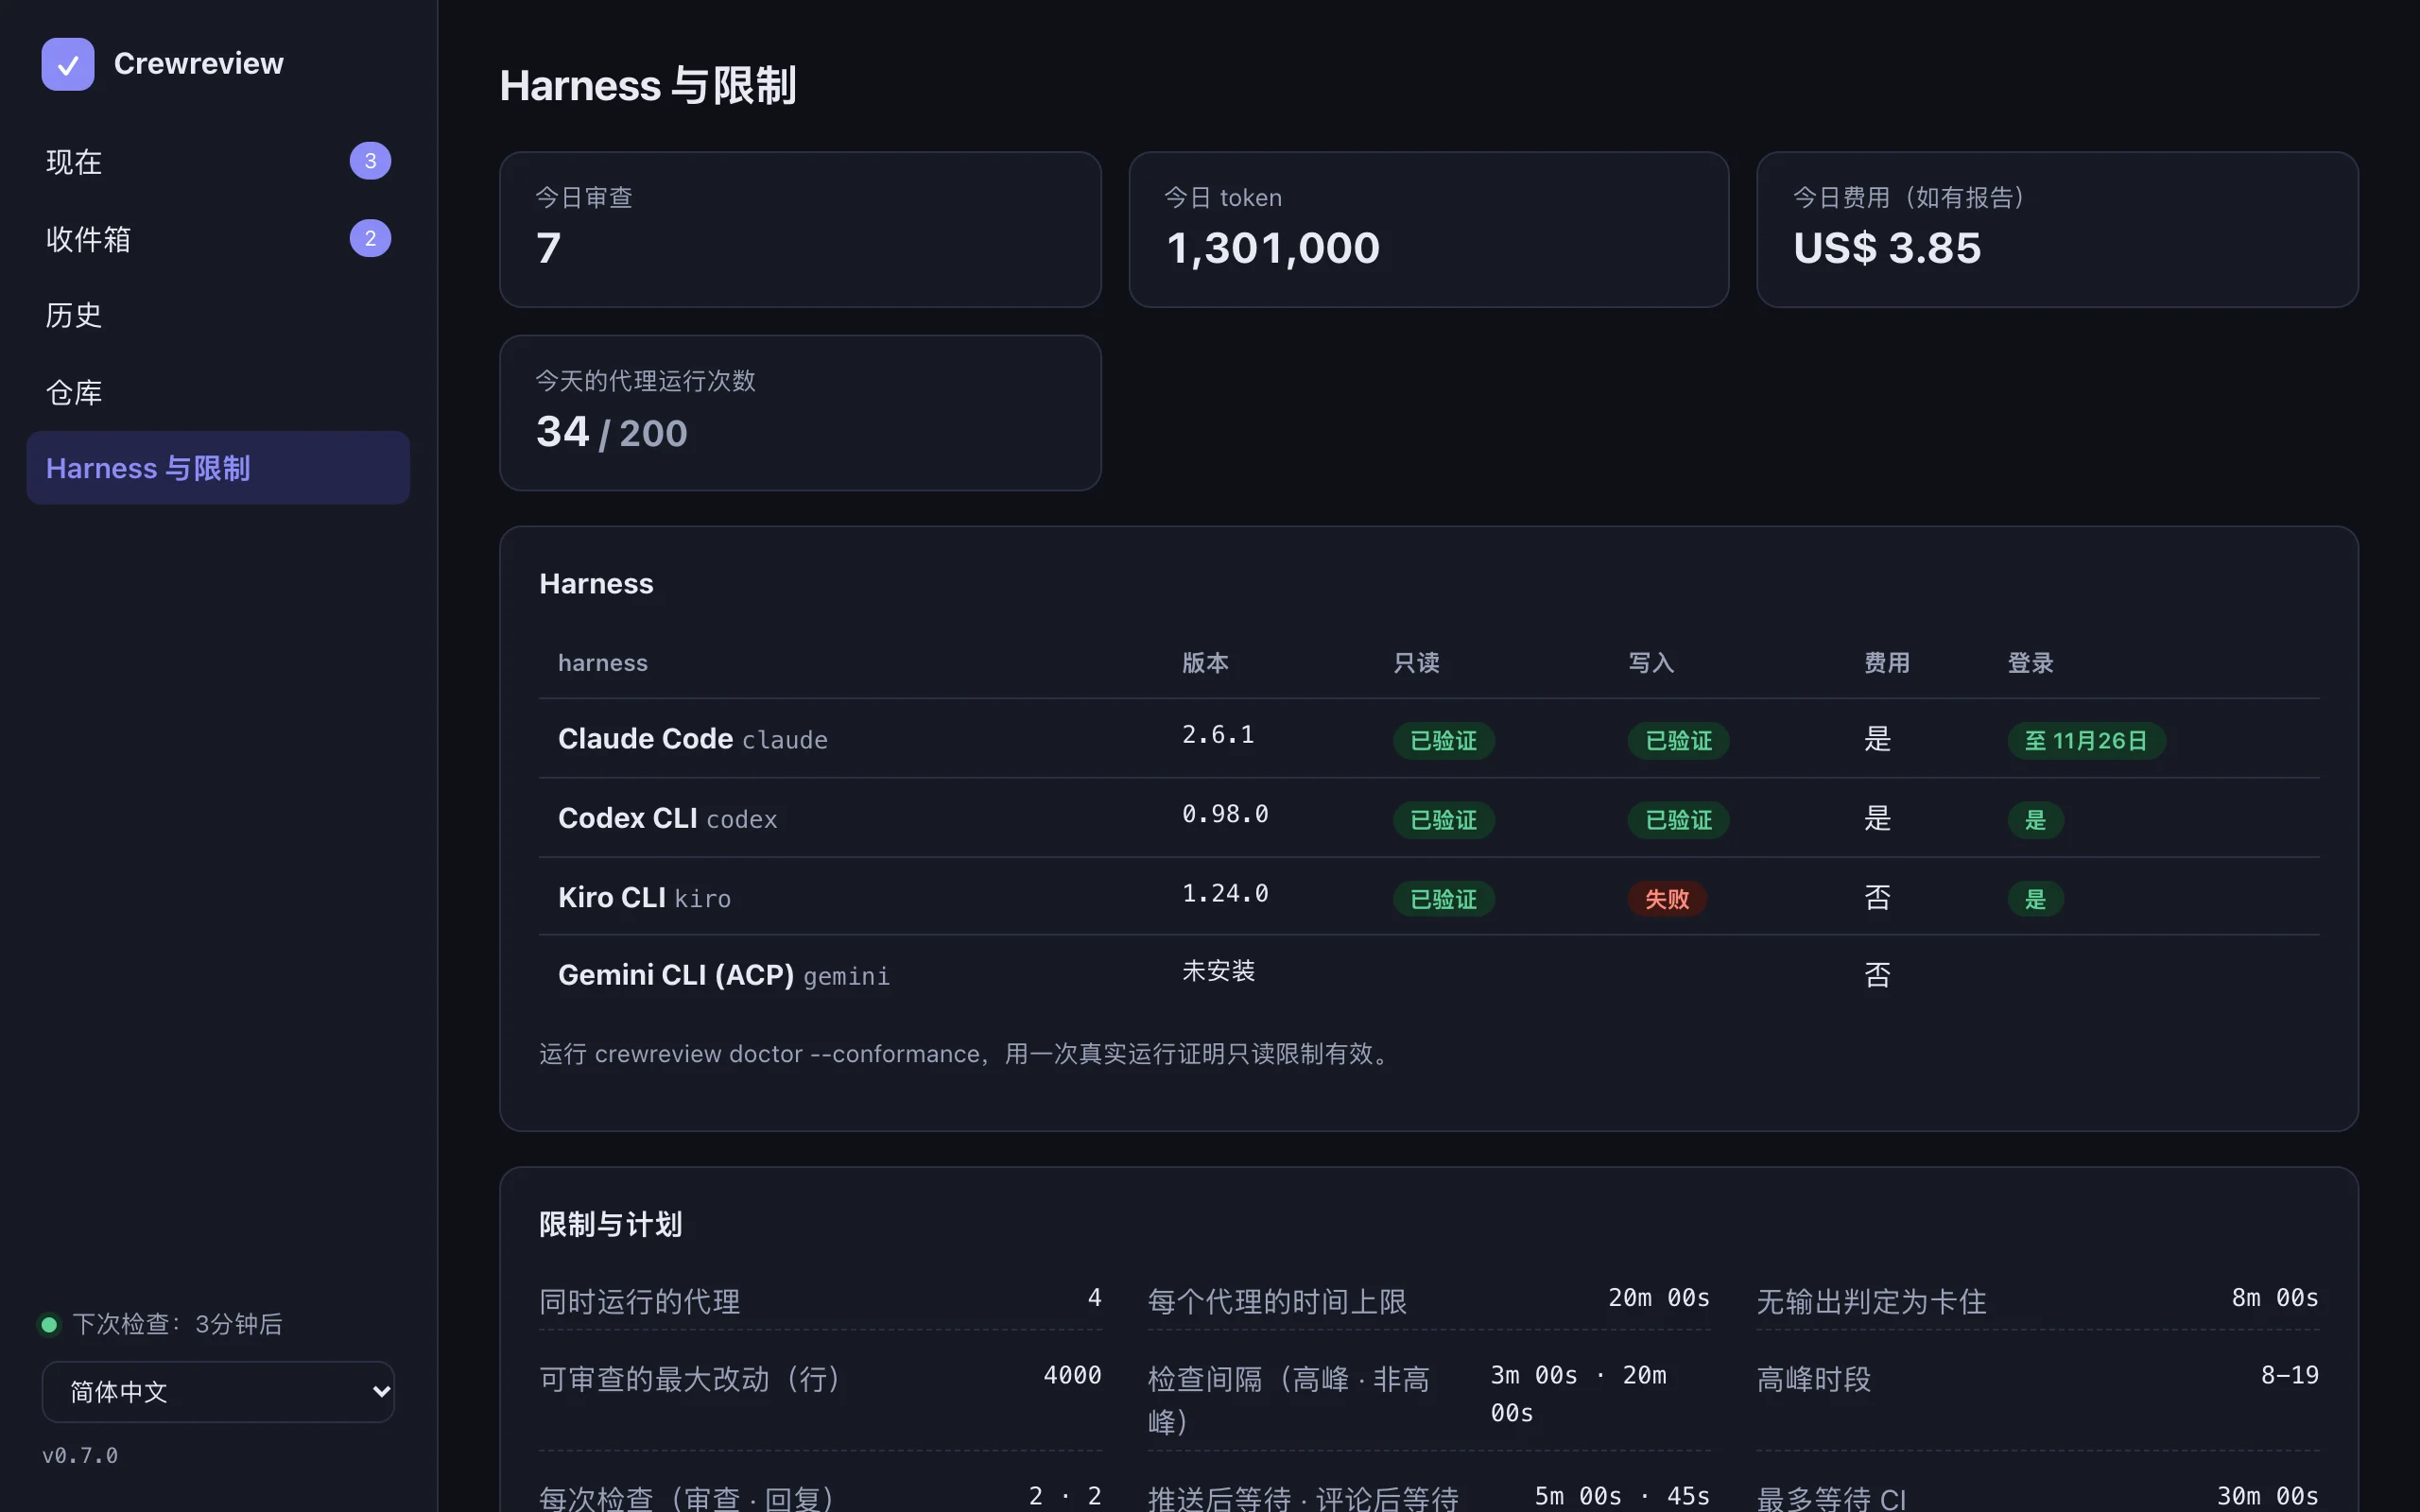 Crewreview
现在 3
收件箱 2
历史
仓库
Harness 与限制
下次检查：3分钟后
简体中文
v0.7.0
Harness 与限制
今日审查
7
今日 token
1,301,000
今日费用（如有报告）
US$ 3.85
今天的代理运行次数
34 / 200
Harness
harness 版本 只读 写入 费用 登录
Claude Code claude 2.6.1 已验证 已验证 是 至 11月26日
Codex CLI codex 0.98.0 已验证 已验证 是 是
Kiro CLI kiro 1.24.0 已验证 失败 否 是
Gemini CLI (ACP) gemini 未安装 否
运行 crewreview doctor --conformance，用一次真实运行证明只读限制有效。
限制与计划
同时运行的代理 4
每个代理的时间上限 20m 00s
无输出判定为卡住 8m 00s
可审查的最大改动（行） 4000
检查间隔（高峰 · 非高
峰）
3m 00s · 20m
00s
高峰时段 8–19
每次检查（审查 · 回复） 2 · 2
推送后等待 · 评论后等待 5m 00s · 45s
最多等待 CI 30m 00s